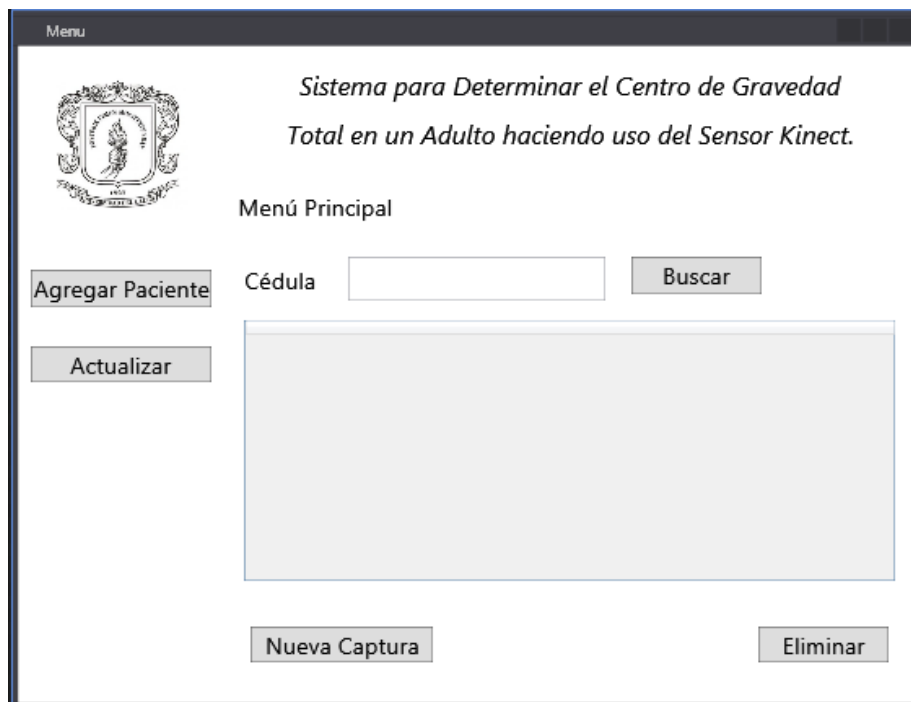 Menu
Sistema para Determinar el Centro de Gravedad
Total en un Adulto haciendo uso del Sensor Kinect.
Menú Principal
Agregar Paciente
Cédula
Buscar
Actualizar
Nueva Captura
Eliminar